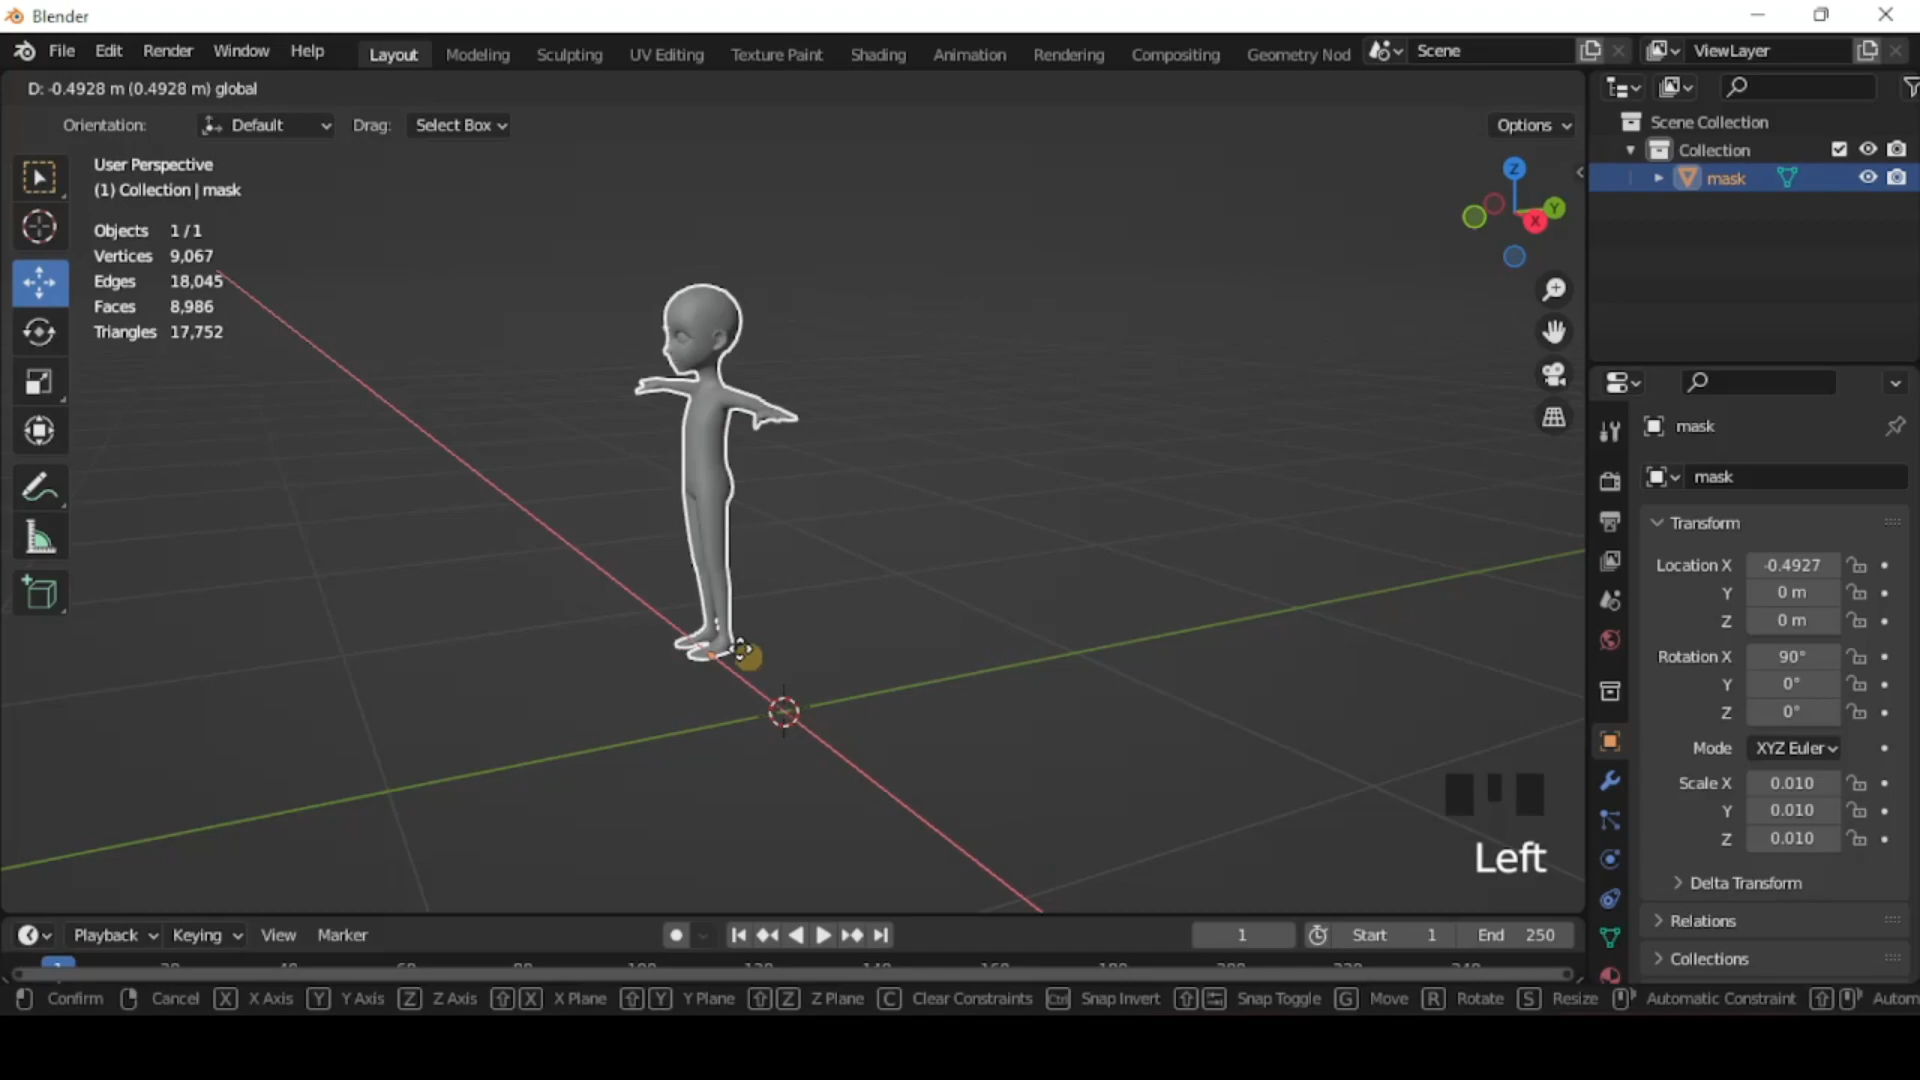 Blender
File Edit Render Window Help Layout Modeling Sculpting UV Editing Texture Paint Shading Animation Rendering Compositing Geometry Nod Scene ViewLayer
D: -0.4928 m (0.4928 m) global
Orientation: Default Drag: Select Box Options
User Perspective
(1) Collection | mask
Objects 1 / 1
Vertices 9,067
Edges 18,045
Faces 8,986
Triangles 17,752
Z
Y
X
Left
Scene Collection
Collection
mask
mask
mask
Transform
Location X -0.4927
Y 0 m
Z 0 m
Rotation X 90°
Y 0°
Z 0°
Mode XYZ Euler
Scale X 0.010
Y 0.010
Z 0.010
Delta Transform
Relations
Collections
Playback Keying View Marker 1 Start 1 End 250
Confirm Cancel X X Axis Y Y Axis Z Z Axis X X Plane Y Y Plane Z Z Plane C Clear Constraints Ctrl Snap Invert Snap Toggle G Move R Rotate S Resize Automatic Constraint Autom